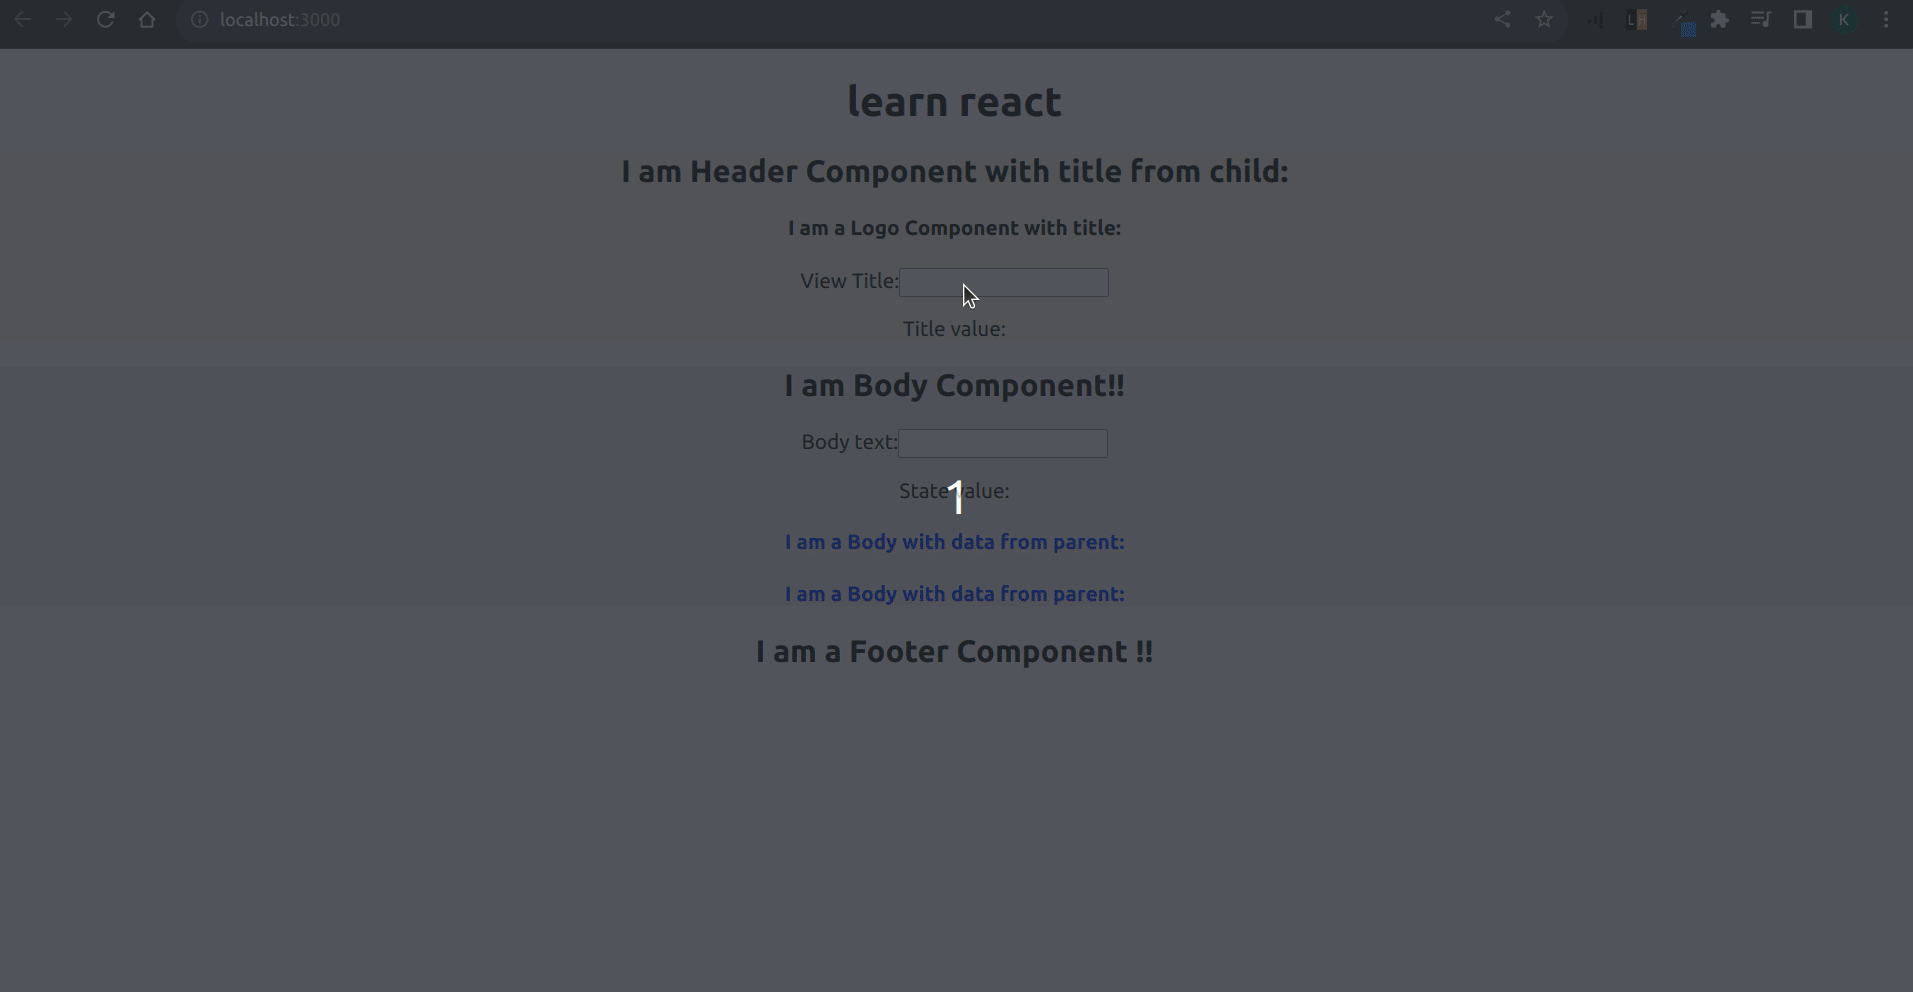 localhost:3000
L H
K
learn react
I am Header Component with title from child:
I am a Logo Component with title:
View Title:
Title value:
I am Body Component!!
Body text:
State value:
1
I am a Body with data from parent:
I am a Body with data from parent:
I am a Footer Component !!